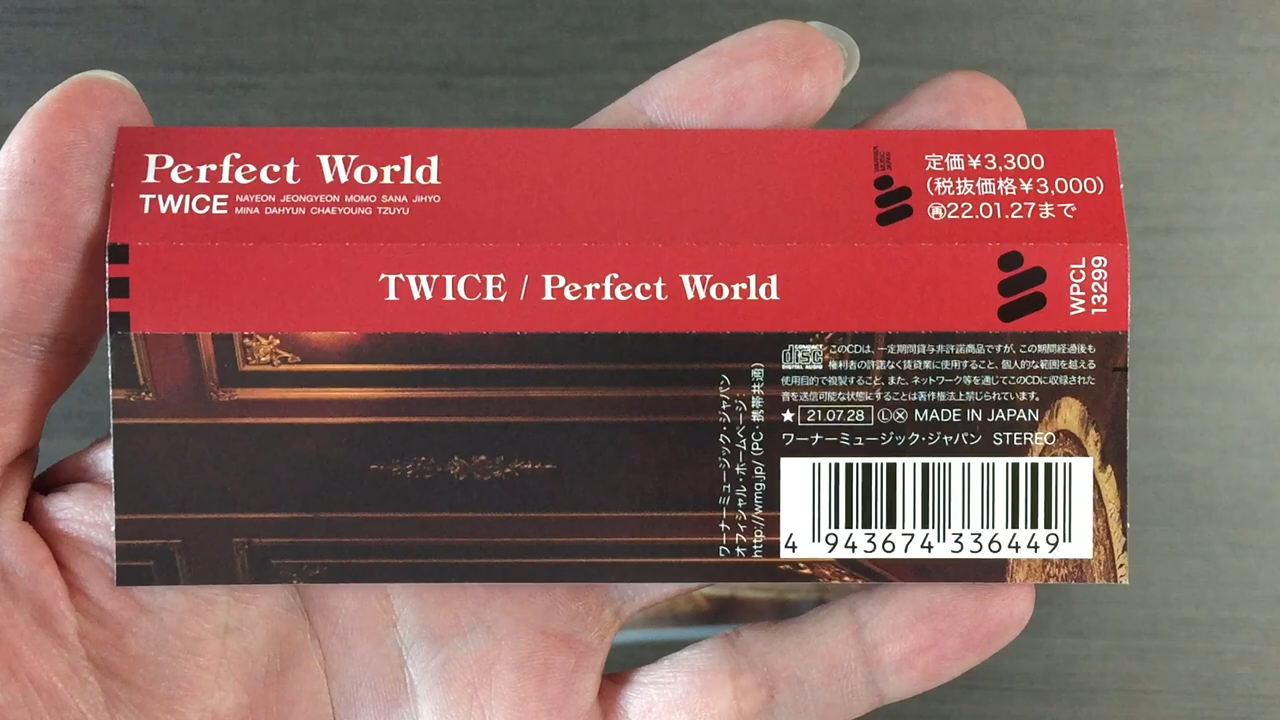 Perfect World
TWICE
NAYEON JEONGYEON MOMO SANA JIHYO
MINA DAHYUN CHAEYOUNG TZUYU
WARNER
MUSIC
JAPAN
定価¥3,300
(税抜価格¥3,000)
再22.01.27まで
TWICE / Perfect World
WPCL
13299
COMPACT
disc
DIGITAL AUDIO
このCDは、一定期間貸与非許諾商品ですが、この期間経過後も
権利者の許諾なく賃貸業に使用すること、個人的な範囲を越える
使用目的で複製すること、また、ネットワーク等を通じてこのCDに収録された
音を送信可能な状態にすることは著作権法上禁じられています。
★ 21.07.28 Ⓛ Ⓧ MADE IN JAPAN
ワーナーミュージック・ジャパン STEREO
ワーナーミュージック・ジャパン
オフィシャル・ホームページ:
http://wmg.jp/ (PC・携帯共通)
4 943674 336449